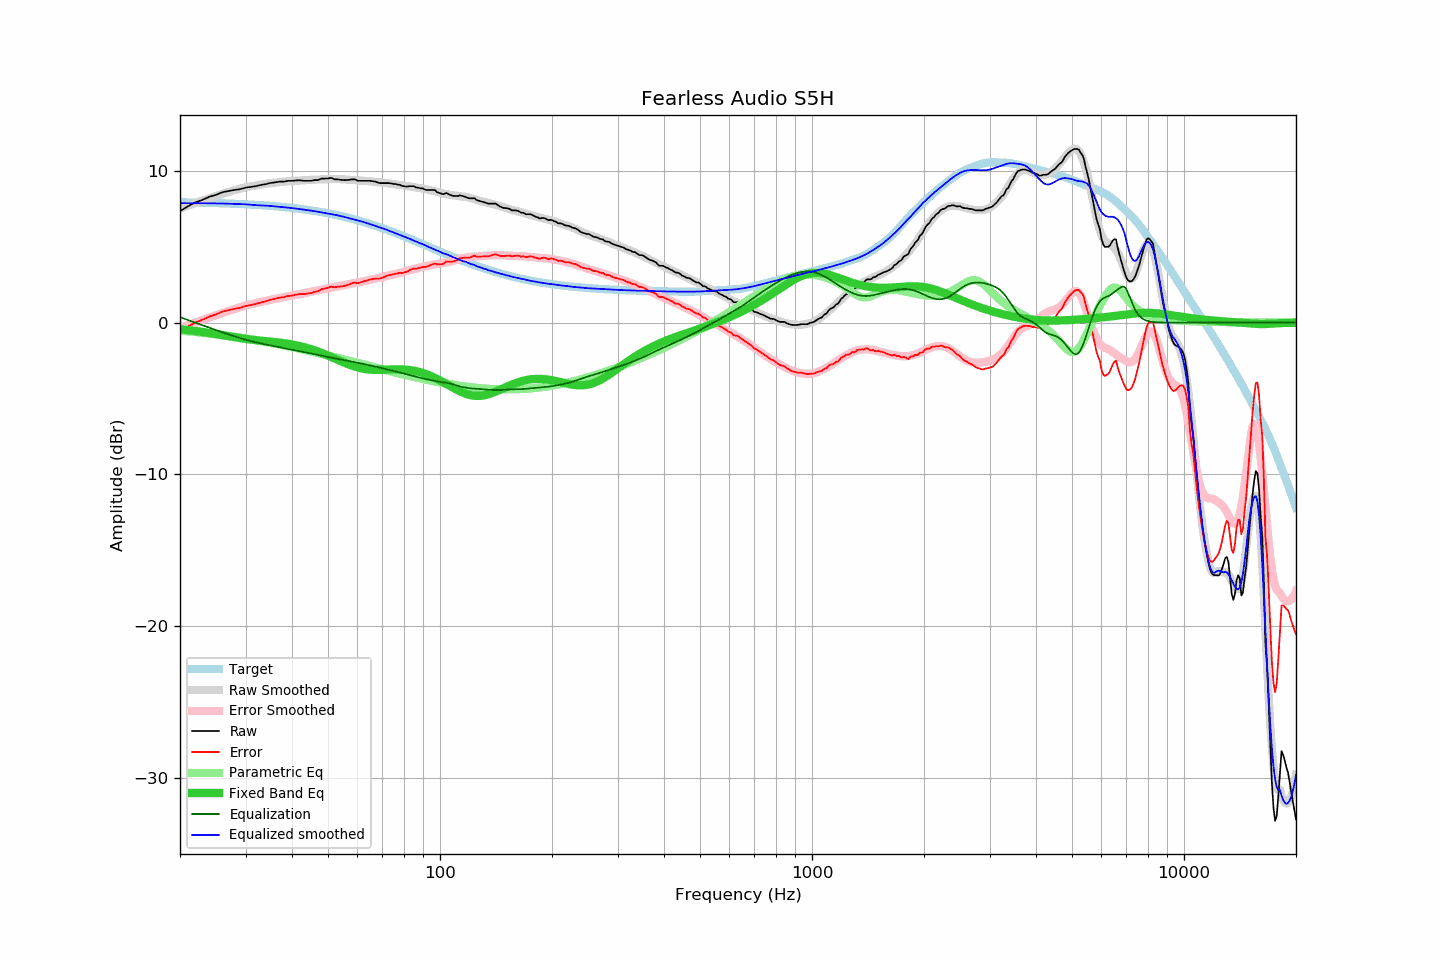 Fearless Audio S5H
Amplitude (dBr)
10
0
−10
−20
−30
Target
Raw Smoothed
Error Smoothed
Raw
Error
Parametric Eq
Fixed Band Eq
Equalization
Equalized smoothed
100
1000
10000
Frequency (Hz)